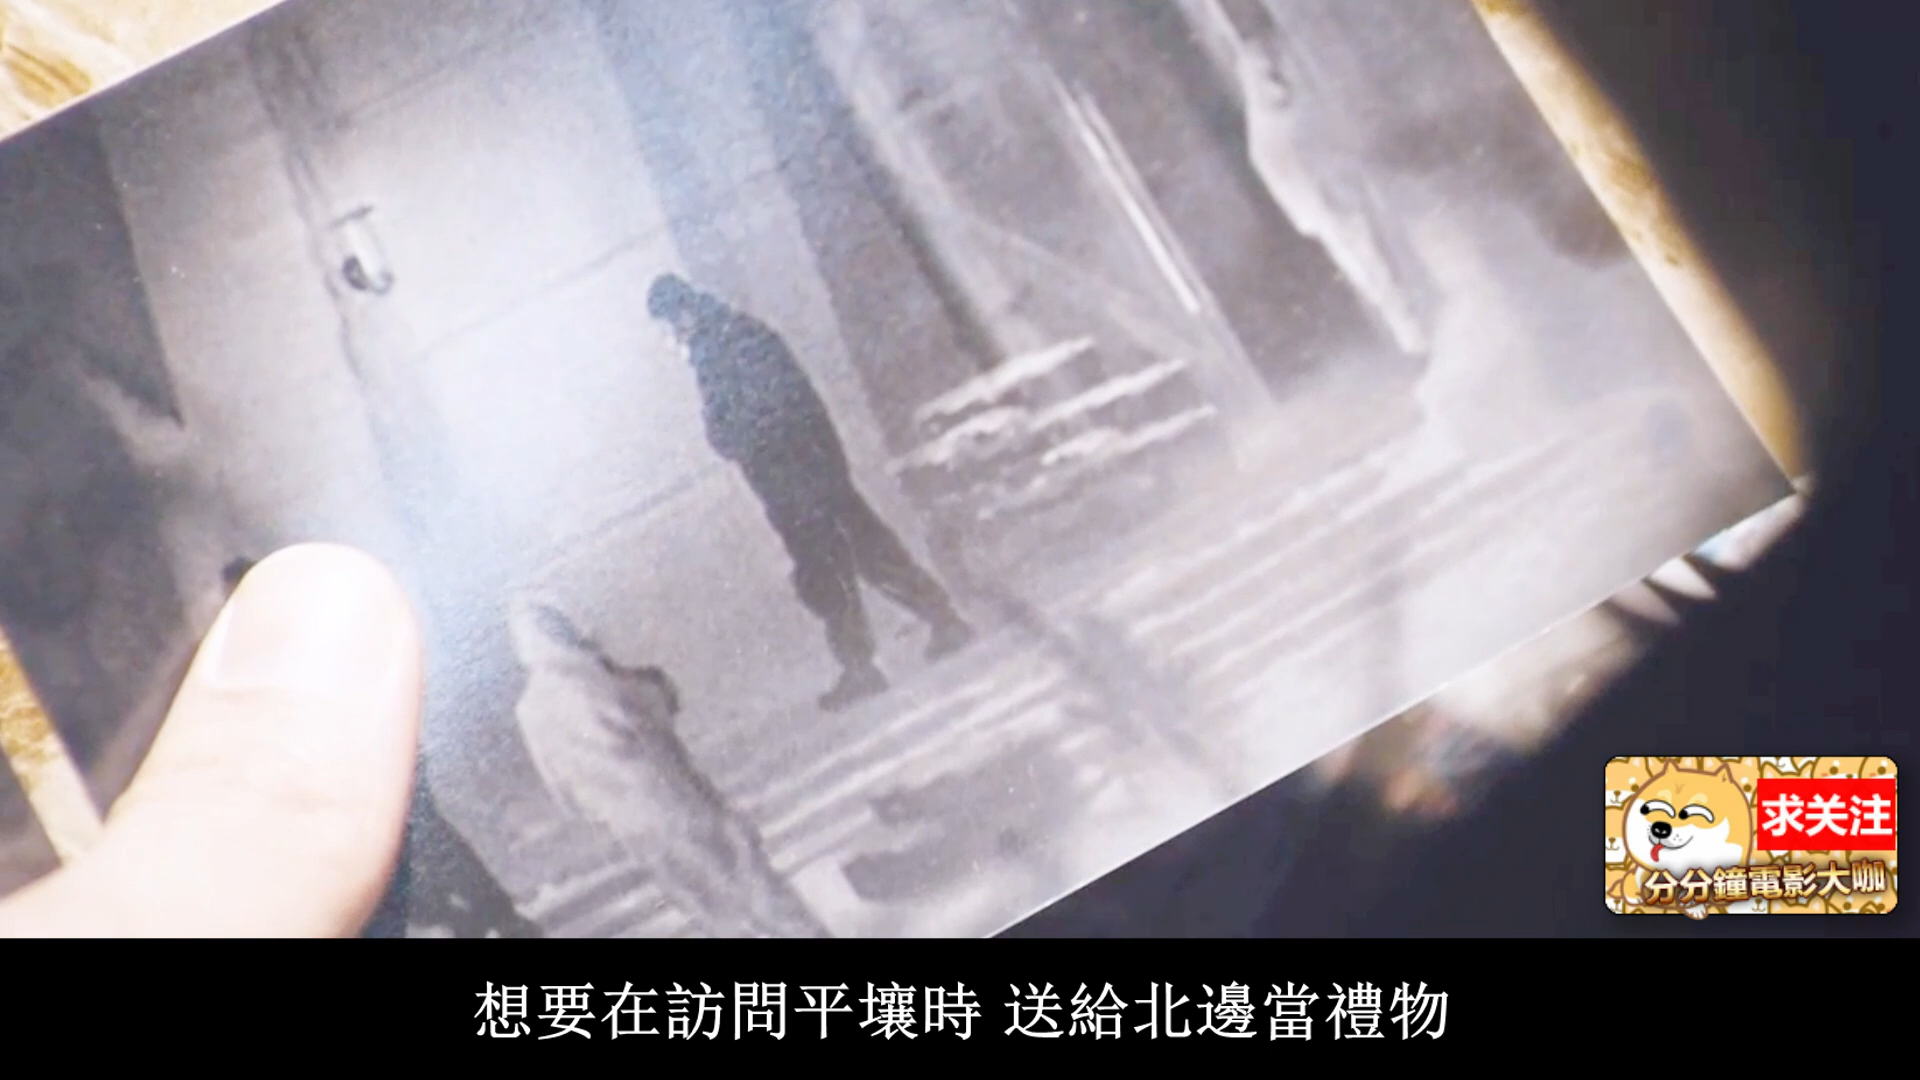 求关注
分分鐘電影大咖
想要在訪問平壤時 送給北邊當禮物